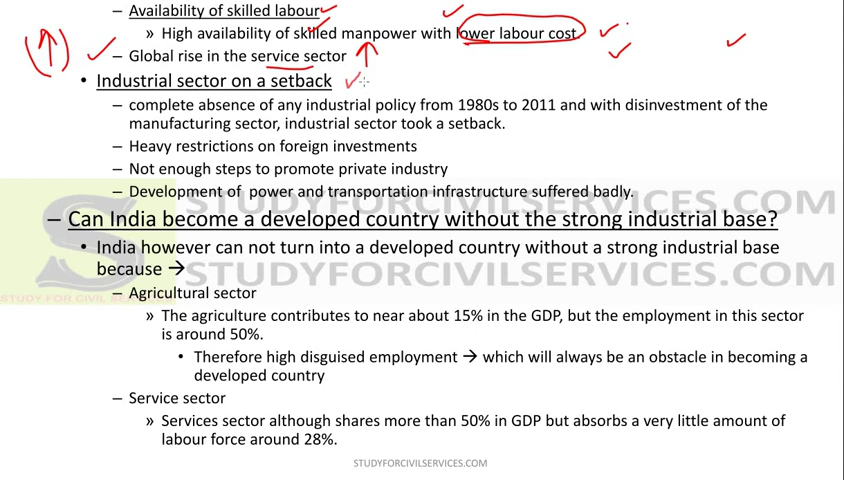 – Availability of skilled labour
» High availability of skilled manpower with lower labour cost.
– Global rise in the service sector
• Industrial sector on a setback
– complete absence of any industrial policy from 1980s to 2011 and with disinvestment of the
manufacturing sector, industrial sector took a setback.
– Heavy restrictions on foreign investments
– Not enough steps to promote private industry
– Development of power and transportation infrastructure suffered badly.
STUDYFORCIVILSERVICES.COM
– Can India become a developed country without the strong industrial base?
• India however can not turn into a developed country without a strong industrial base
because →
STUDYFORCIVILSERVICES.COM
STUDY FOR CIVIL SERVICES
– Agricultural sector
» The agriculture contributes to near about 15% in the GDP, but the employment in this sector
is around 50%.
• Therefore high disguised employment → which will always be an obstacle in becoming a
developed country
– Service sector
» Services sector although shares more than 50% in GDP but absorbs a very little amount of
labour force around 28%.
STUDYFORCIVILSERVICES.COM